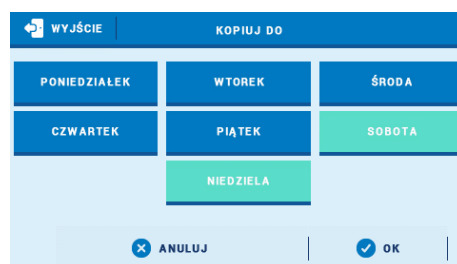 WYJŚCIE KOPIUJ DO
PONIEDZIAŁEK WTOREK ŚRODA
CZWARTEK PIĄTEK SOBOTA
NIEDZIELA
ANULUJ OK